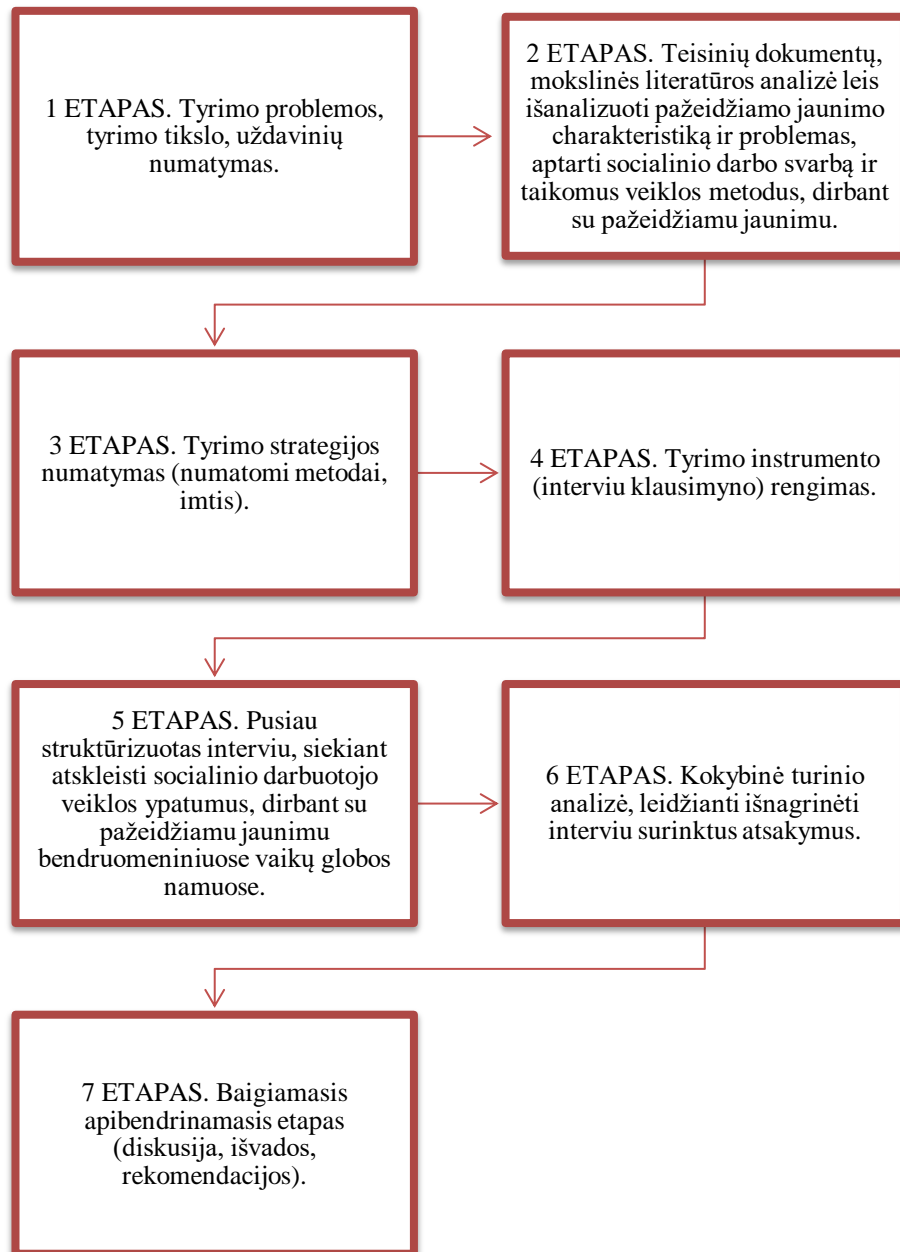 1 ETAPAS. Tyrimo problemos,
tyrimo tikslo, uždavinių
numatymas.
2 ETAPAS. Teisinių dokumentų,
mokslinės literatūros analizė leis
išanalizuoti pažeidžiamo jaunimo
charakteristiką ir problemas,
aptarti socialinio darbo svarbą ir
taikomus veiklos metodus, dirbant
su pažeidžiamu jaunimu.
3 ETAPAS. Tyrimo strategijos
numatymas (numatomi metodai,
imtis).
4 ETAPAS. Tyrimo instrumento
(interviu klausimyno) rengimas.
5 ETAPAS. Pusiau
struktūrizuotas interviu, siekiant
atskleisti socialinio darbuotojo
veiklos ypatumus, dirbant su
pažeidžiamu jaunimu
bendruomeniniuose vaikų globos
namuose.
6 ETAPAS. Kokybinė turinio
analizė, leidžianti išnagrinėti
interviu surinktus atsakymus.
7 ETAPAS. Baigiamasis
apibendrinamasis etapas
(diskusija, išvados,
rekomendacijos).